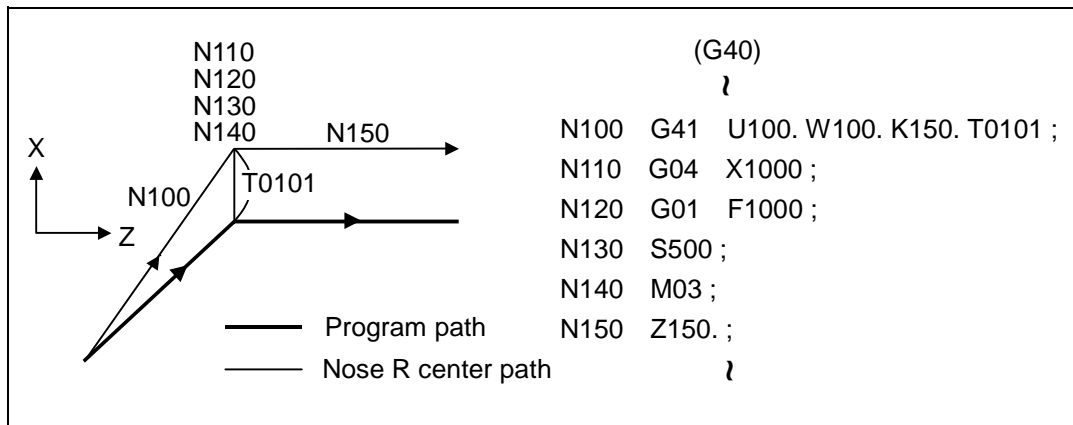 N110
N120
N130
N140
N150
X
N100
T0101
Z
Program path
Nose R center path
(G40)
~
N100 G41 U100. W100. K150. T0101 ;
N110 G04 X1000 ;
N120 G01 F1000 ;
N130 S500 ;
N140 M03 ;
N150 Z150. ;
~